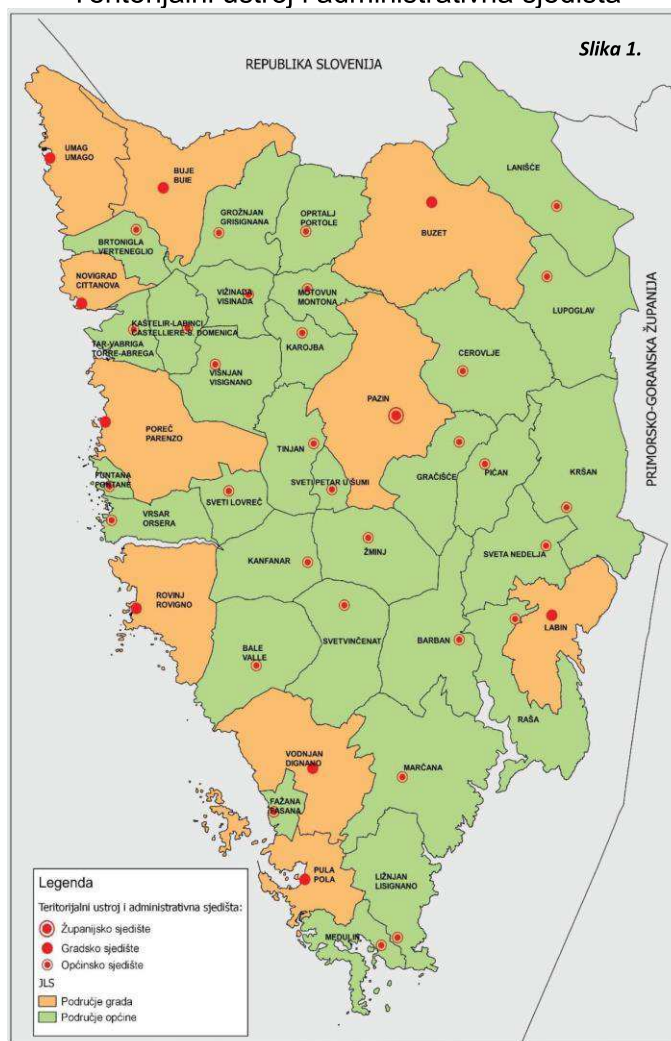 Teritorijalni ustroj i administrativna sjedišta
Slika 1.
REPUBLIKA SLOVENIJA
PRIMORSKO-GORANSKA ŽUPANIJA
UMAG
UMAGO
BUJE
BUIE
LANIŠĆE
GROŽNJAN
GRISIGNANA
OPRTALJ
PORTOLE
BUZET
BRTONIGLA
VERTENEGLIO
NOVIGRAD
CITTANOVA
VIŽINADA
VISINADA
MOTOVUN
MONTONA
LUPOGLAV
KAŠTELIR-LABINCI
CASTELLIERE-S. DOMENICA
TAR-VABRIGA
TORRE-ABREGA
KAROJBA
CEROVLJE
VIŠNJAN
VISIGNANO
PAZIN
POREČ
PARENZO
TINJAN
GRAČIŠĆE
PIĆAN
KRŠAN
FUNTANA
FONTANE
SVETI LOVREČ
SVETI PETAR U ŠUMI
VRSAR
ORSERA
ŽMINJ
SVETA NEDELJA
KANFANAR
ROVINJ
ROVIGNO
LABIN
SVETVINČENAT
BARBAN
BALE
VALLE
RAŠA
VODNJAN
DIGNANO
MARČANA
FAŽANA
FASANA
PULA
POLA
LIŽNJAN
LISIGNANO
MEDULIN
Legenda
Teritorijalni ustroj i administrativna sjedišta:
Županijsko sjedište
Gradsko sjedište
Općinsko sjedište
JLS
Područje grada
Područje općine